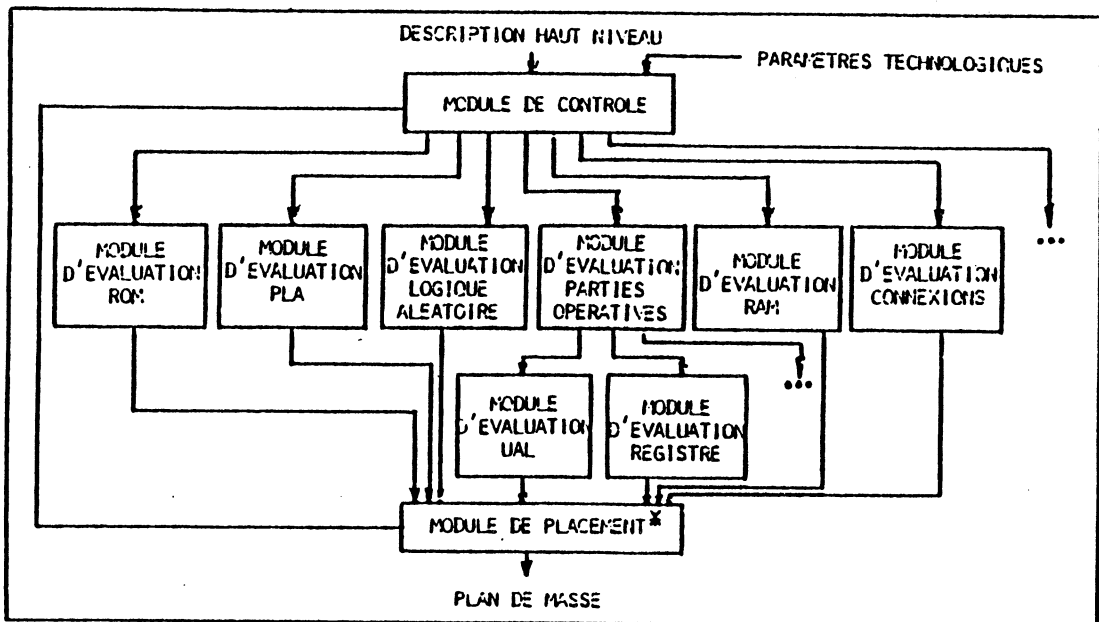 DESCRIPTION HAUT NIVEAU
PARAMETRES TECHNOLOGIQUES
MODULE DE CONTROLE
MODULE
D'EVALUATION
ROM
MODULE
D'EVALUATION
PLA
MODULE
D'EVALUATION
LOGIQUE
ALEATOIRE
MODULE
D'EVALUATION
PARTIES
OPERATIVES
MODULE
D'EVALUATION
RAM
MODULE
D'EVALUATION
CONNEXIONS
...
...
MODULE
D'EVALUATION
UAL
MODULE
D'EVALUATION
REGISTRE
MODULE DE PLACEMENT*
PLAN DE MASSE